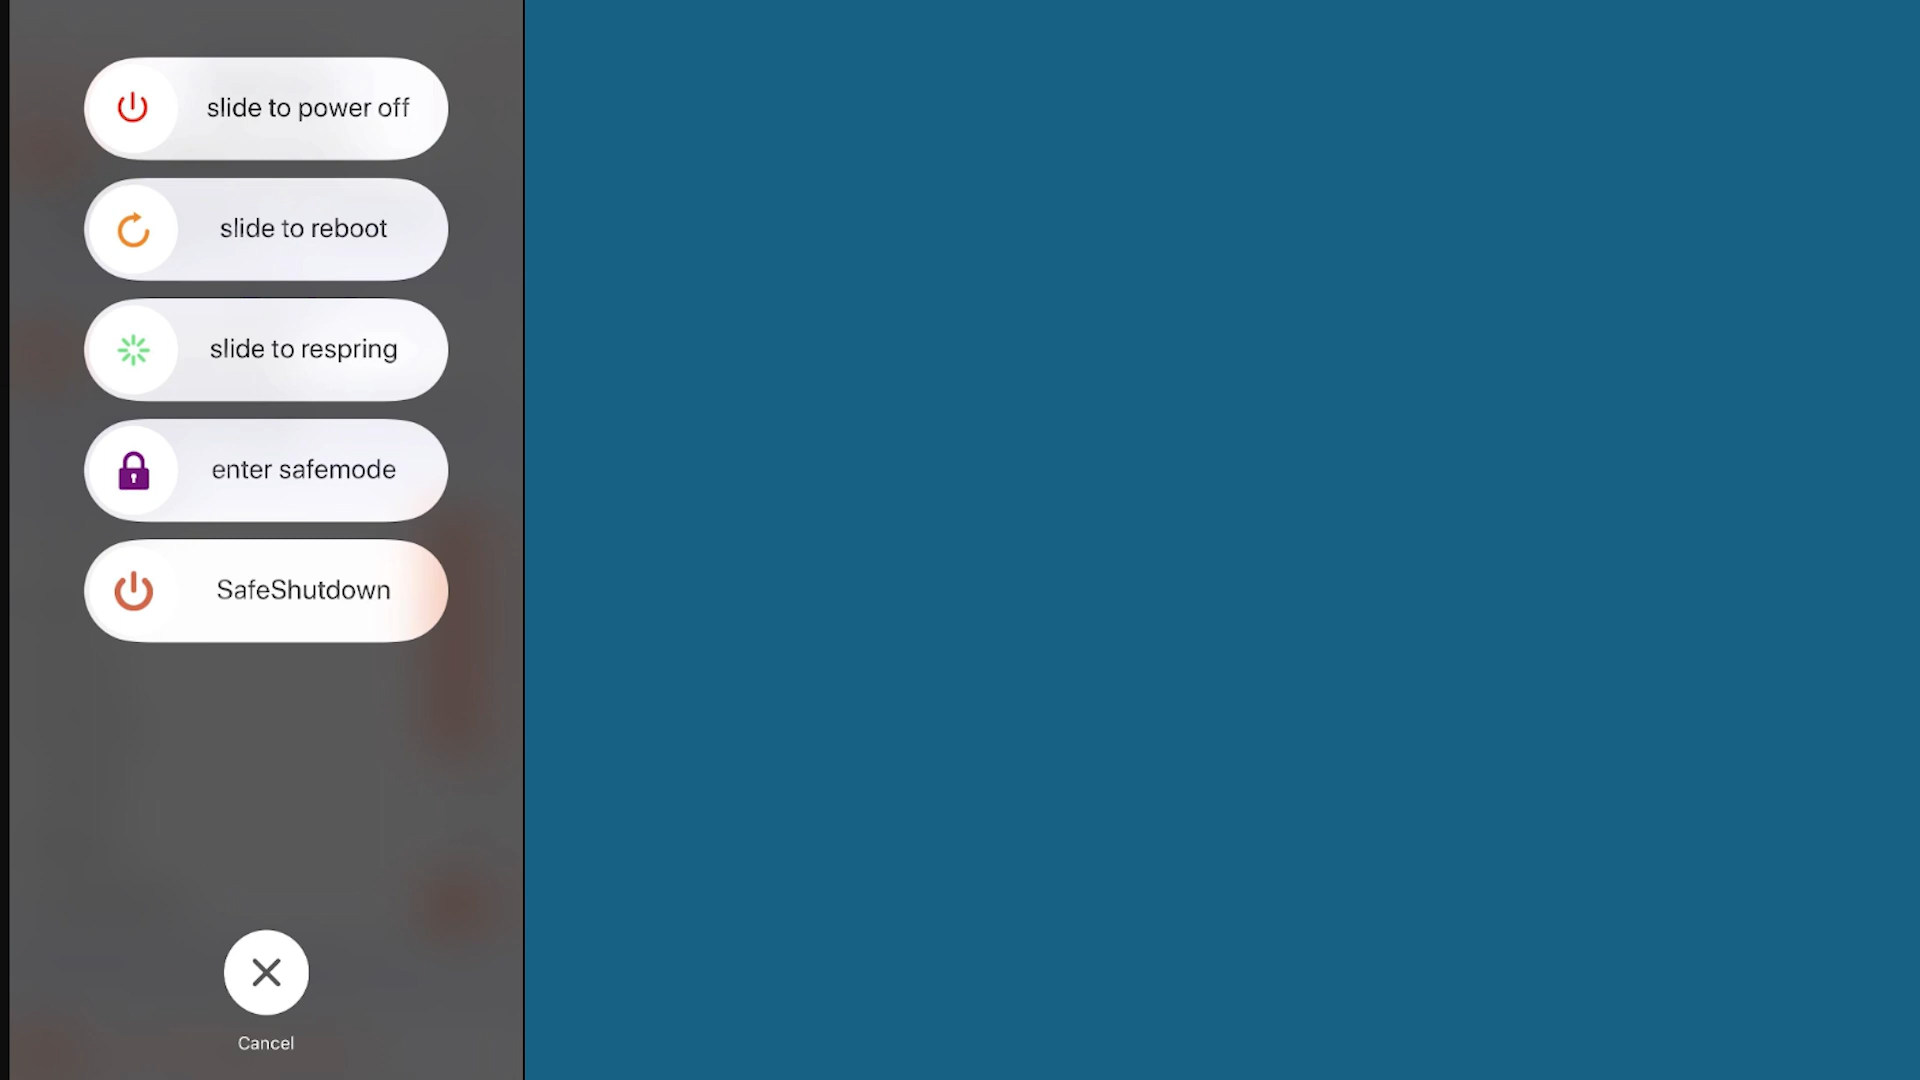 slide to power off
slide to reboot
slide to respring
enter safemode
SafeShutdown
Cancel